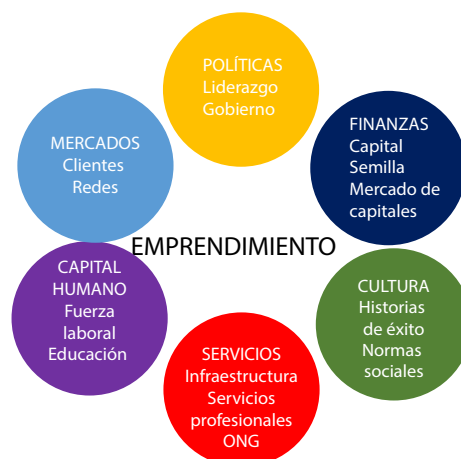 POLÍTICAS
Liderazgo
Gobierno
MERCADOS
Clientes
Redes
FINANZAS
Capital
Semilla
Mercado de
capitales
EMPRENDIMIENTO
CAPITAL
HUMANO
Fuerza
laboral
Educación
CULTURA
Historias
de éxito
Normas
sociales
SERVICIOS
Infraestructura
Servicios
profesionales
ONG